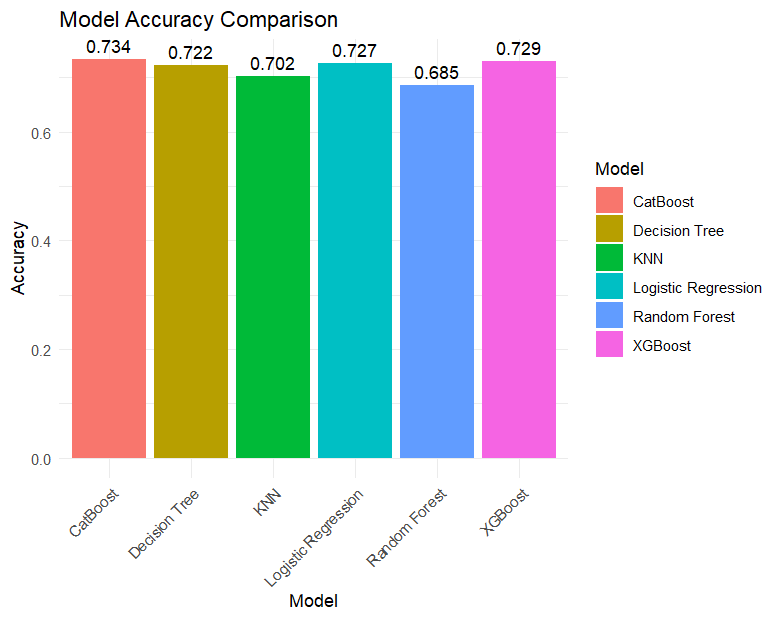 Model Accuracy Comparison
0.734
0.722
0.702
0.727
0.685
0.729
0.6
0.4
0.2
0.0
Accuracy
CatBoost
Decision Tree
KNN
Logistic Regression
Random Forest
XGBoost
Model
Model
CatBoost
Decision Tree
KNN
Logistic Regression
Random Forest
XGBoost